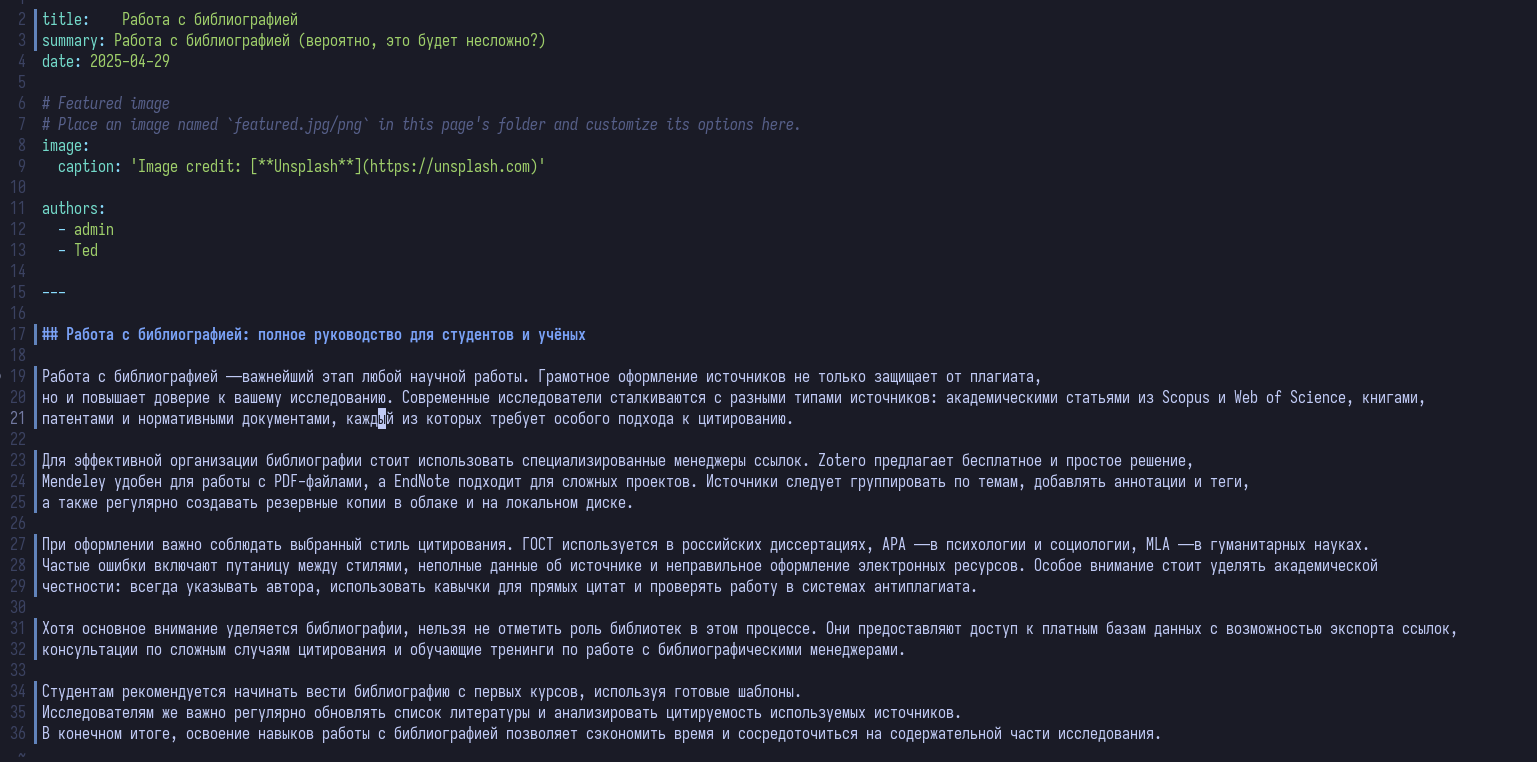 2 title:    Работа с библиографией
3 summary: Работа с библиографией (вероятно, это будет несложно?)
4 date: 2025-04-29
5
6 # Featured image
7 # Place an image named `featured.jpg/png` in this page's folder and customize its options here.
8 image:
9   caption: 'Image credit: [**Unsplash**](https://unsplash.com)'
10
11 authors:
12   - admin
13   - Ted
14
15 ---
16
17 ## Работа с библиографией: полное руководство для студентов и учёных
18
19 Работа с библиографией —важнейший этап любой научной работы. Грамотное оформление источников не только защищает от плагиата,
20 но и повышает доверие к вашему исследованию. Современные исследователи сталкиваются с разными типами источников: академическими статьями из Scopus и Web of Science, книгами,
21 патентами и нормативными документами, каждый из которых требует особого подхода к цитированию.
22
23 Для эффективной организации библиографии стоит использовать специализированные менеджеры ссылок. Zotero предлагает бесплатное и простое решение,
24 Mendeley удобен для работы с PDF-файлами, а EndNote подходит для сложных проектов. Источники следует группировать по темам, добавлять аннотации и теги,
25 а также регулярно создавать резервные копии в облаке и на локальном диске.
26
27 При оформлении важно соблюдать выбранный стиль цитирования. ГОСТ используется в российских диссертациях, APA —в психологии и социологии, MLA —в гуманитарных науках.
28 Частые ошибки включают путаницу между стилями, неполные данные об источнике и неправильное оформление электронных ресурсов. Особое внимание стоит уделять академической
29 честности: всегда указывать автора, использовать кавычки для прямых цитат и проверять работу в системах антиплагиата.
30
31 Хотя основное внимание уделяется библиографии, нельзя не отметить роль библиотек в этом процессе. Они предоставляют доступ к платным базам данных с возможностью экспорта ссылок,
32 консультации по сложным случаям цитирования и обучающие тренинги по работе с библиографическими менеджерами.
33
34 Студентам рекомендуется начинать вести библиографию с первых курсов, используя готовые шаблоны.
35 Исследователям же важно регулярно обновлять список литературы и анализировать цитируемость используемых источников.
36 В конечном итоге, освоение навыков работы с библиографией позволяет сэкономить время и сосредоточиться на содержательной части исследования.
~